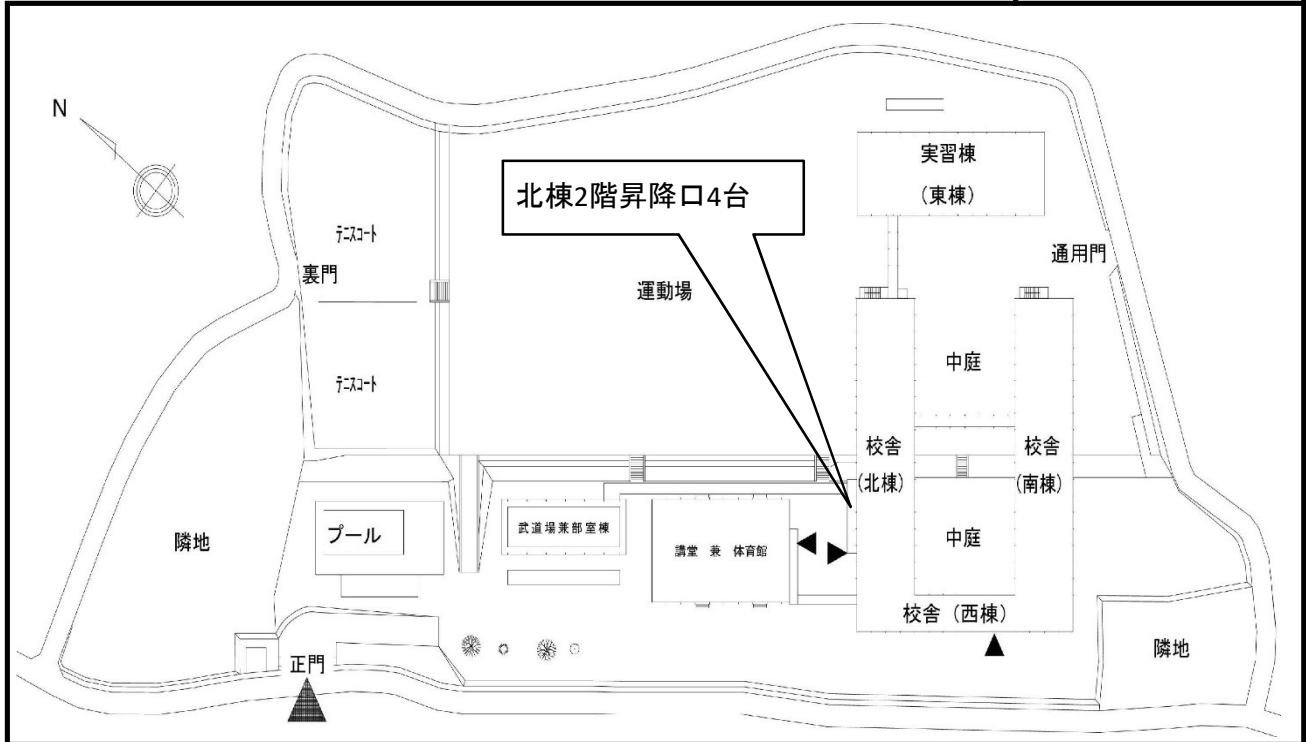 N
実習棟
(東棟)
北棟2階昇降口4台
テニスコート
裏門
運動場
通用門
中庭
テニスコート
校舎
(北棟)
校舎
(南棟)
隣地
プール
武道場兼部室棟
講堂 兼 体育館
中庭
校舎 (西棟)
正門
隣地